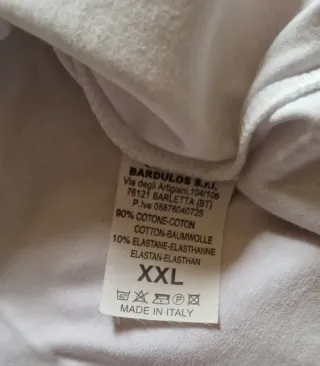 BARDULOS S.r.l.
Via degli Artigiani,104/106
76121 BARLETTA (BT)
P.iva 05876040725
90% COTONE-COTON
COTTON-BAUMWOLLE
10% ELASTANE-ELASTHANNE
ELASTAN-ELASTHAN
XXL
MADE IN ITALY